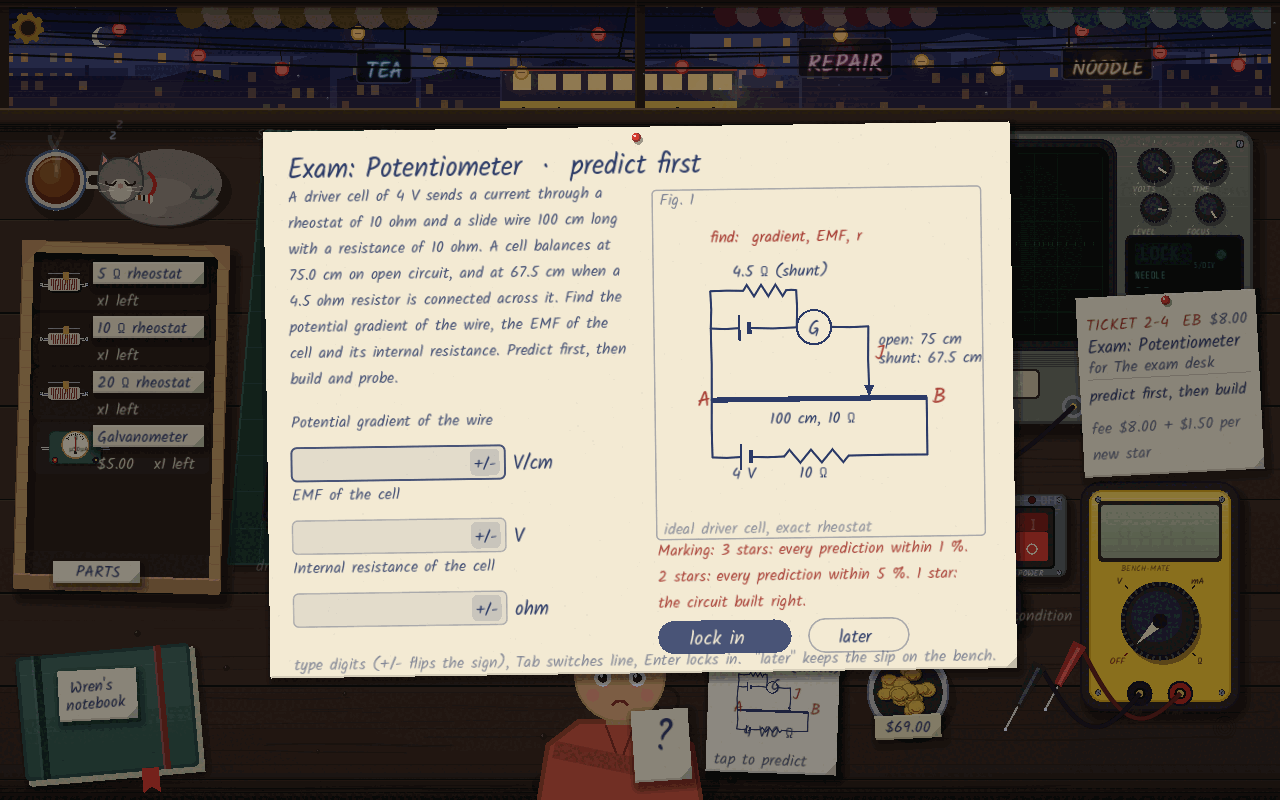 TEA
REPAIR
NOODLE
z
z
Exam: Potentiometer · predict first
A driver cell of 4 V sends a current through a
rheostat of 10 ohm and a slide wire 100 cm long
with a resistance of 10 ohm. A cell balances at
75.0 cm on open circuit, and at 67.5 cm when a
4.5 ohm resistor is connected across it. Find the
potential gradient of the wire, the EMF of the
cell and its internal resistance. Predict first, then
build and probe.
Potential gradient of the wire
+/- V/cm
EMF of the cell
+/- V
Internal resistance of the cell
+/- ohm
Fig. 1
find: gradient, EMF, r
4.5 Ω (shunt)
G
open: 75 cm
J
shunt: 67.5 cm
A
B
100 cm, 10 Ω
4 V
10 Ω
ideal driver cell, exact rheostat
Marking: 3 stars: every prediction within 1 %.
2 stars: every prediction within 5 %. 1 star:
the circuit built right.
lock in
later
type digits (+/- flips the sign), Tab switches line, Enter locks in. "later" keeps the slip on the bench.
5 Ω rheostat
x1 left
10 Ω rheostat
x1 left
20 Ω rheostat
x1 left
Galvanometer
$5.00 x1 left
PARTS
Wren's
notebook
VOLTS
TIME
LEVEL
FOCUS
LOCK
NEEDLE
TICKET 2-4 EB $8.00
Exam: Potentiometer
for The exam desk
predict first, then build
fee $8.00 + $1.50 per
new star
OFF
POWER
condition
BENCH-MATE
V
mA
OFF
Ω
?
J
A
B
tap to predict
$69.00